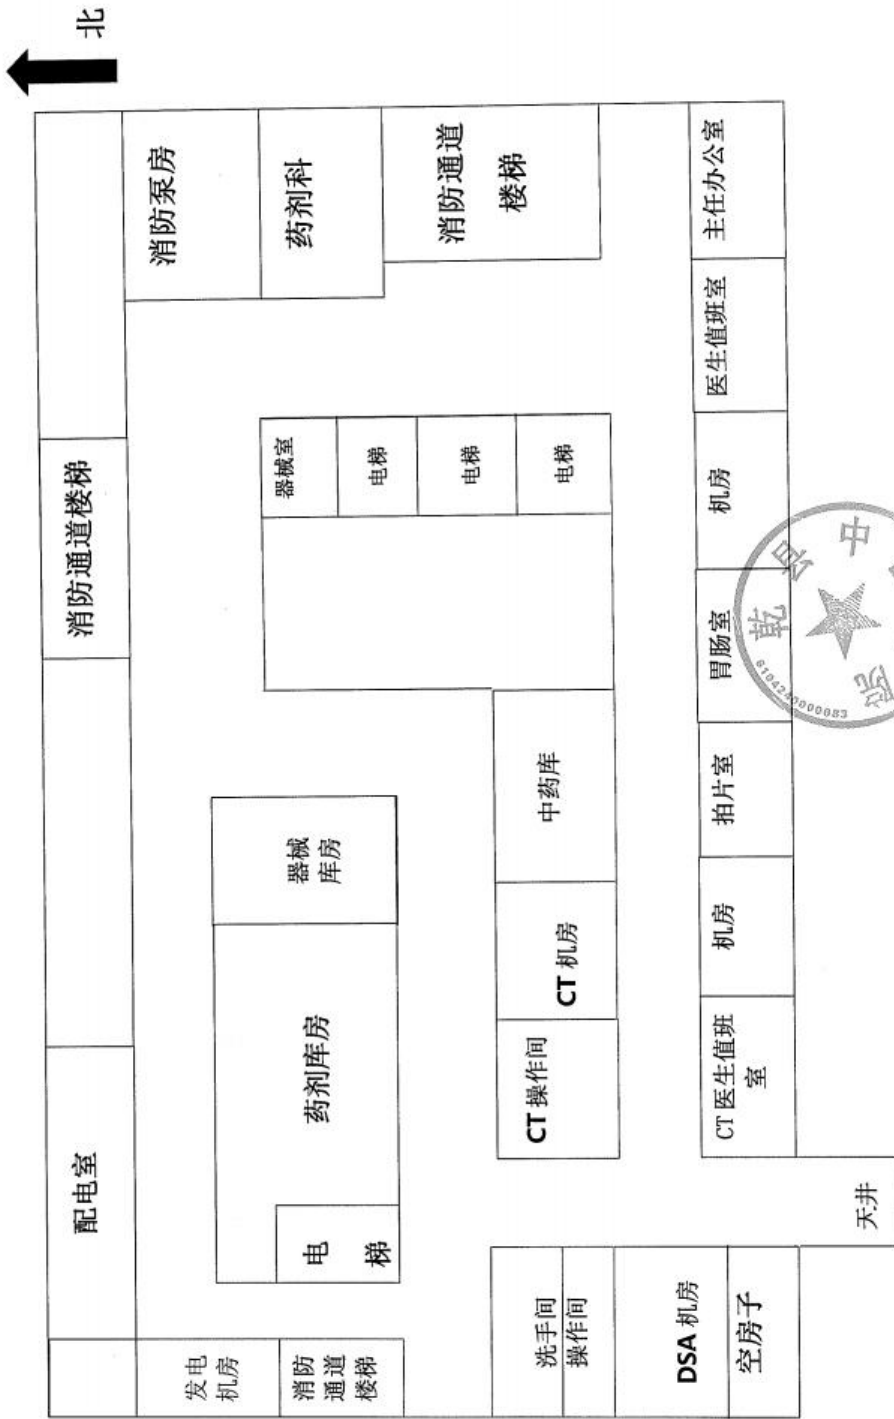 北
配电室
消防通道楼梯
发电
机房
消防泵房
消防
通道
楼梯
电
梯
药剂库房
器械
库房
器械室
药剂科
电梯
电梯
电梯
消防通道
楼梯
洗手间
操作间
CT 操作间
CT 机房
中药库
DSA 机房
空房子
CT 医生值班
室
机房
拍片室
胃肠室
机房
医生值班室
主任办公室
天井
院乾县中
6104240000083